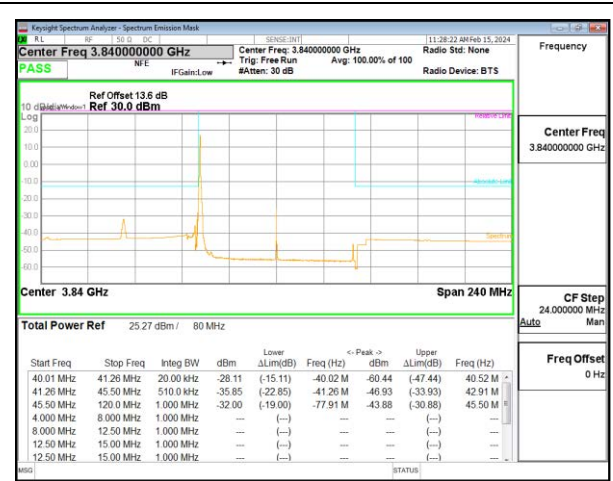 Keysight Spectrum Analyzer - Spectrum Emission Mask
RL RF 50 Ω DC SENSE:INT 11:28:22 AM Feb 15, 2024
Center Freq 3.840000000 GHz Center Freq: 3.840000000 GHz Radio Std: None Frequency
PASS NFE Trig: Free Run Avg: 100.00% of 100
IFGain:Low #Atten: 30 dB Radio Device: BTS
Ref Offset 13.6 dB
10 dB/div Ref 30.0 dBm
Log Relative Limit
20.0
10.0
0.00
-10.0 Absolute Limit
-20.0
-30.0
-40.0 Spectrum
-50.0
-60.0
Center 3.84 GHz Span 240 MHz
Center Freq
3.840000000 GHz
CF Step
24.000000 MHz
Auto Man
Freq Offset
0 Hz
Total Power Ref 25.27 dBm / 80 MHz
Lower <- Peak -> Upper
Start Freq Stop Freq Integ BW dBm ΔLim(dB) Freq (Hz) dBm ΔLim(dB) Freq (Hz)
40.01 MHz 41.26 MHz 20.00 kHz -28.11 (-15.11) -40.02 M -60.44 (-47.44) 40.52 M
41.26 MHz 45.50 MHz 510.0 kHz -35.85 (-22.85) -41.26 M -46.93 (-33.93) 42.91 M
45.50 MHz 120.0 MHz 1.000 MHz -32.00 (-19.00) -77.91 M -43.88 (-30.88) 45.50 M
4.000 MHz 8.000 MHz 1.000 MHz --- (---) --- --- (---) ---
8.000 MHz 12.50 MHz 1.000 MHz --- (---) --- --- (---) ---
12.50 MHz 15.00 MHz 1.000 MHz --- (---) --- --- (---) ---
12.50 MHz 15.00 MHz 1.000 MHz --- (---) --- --- (---) ---
MSG STATUS